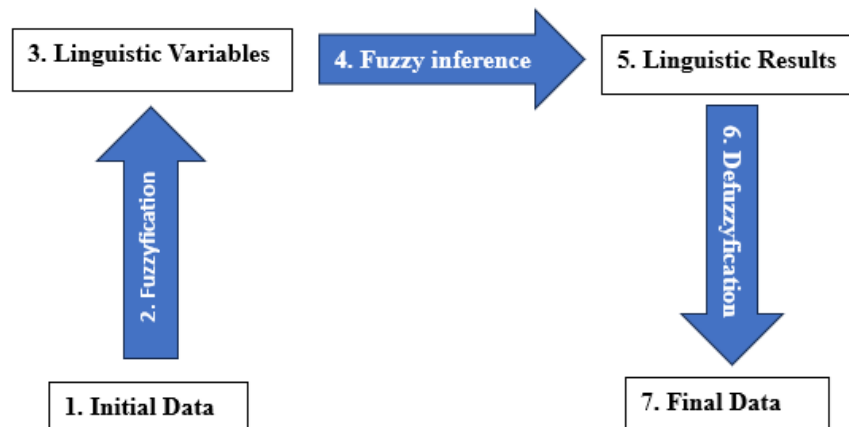 3. Linguistic Variables
4. Fuzzy inference
5. Linguistic Results
2. Fuzzyfication
6. Defuzzyfication
1. Initial Data
7. Final Data